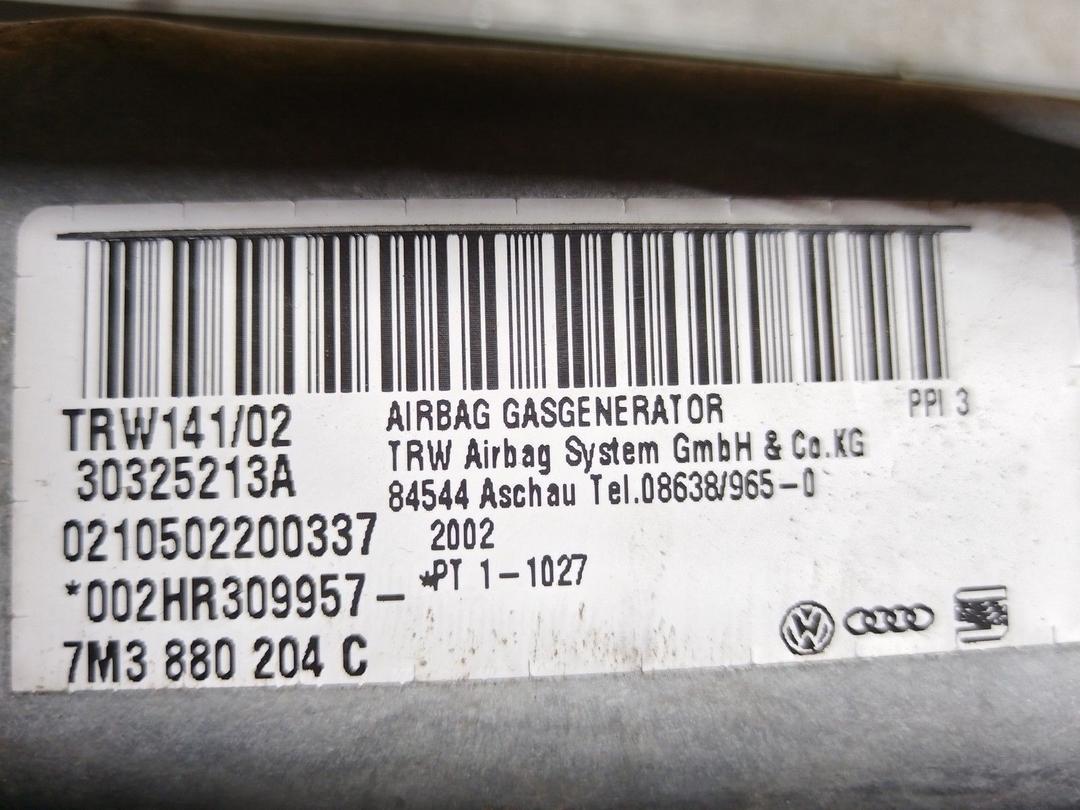 TRW141/02
30325213A
0210502200337
*002HR309957-*
7M3 880 204 C
AIRBAG GASGENERATOR
TRW Airbag System GmbH & Co.KG
84544 Aschau Tel.08638/965-0
2002
PT 1-1027
PPI 3